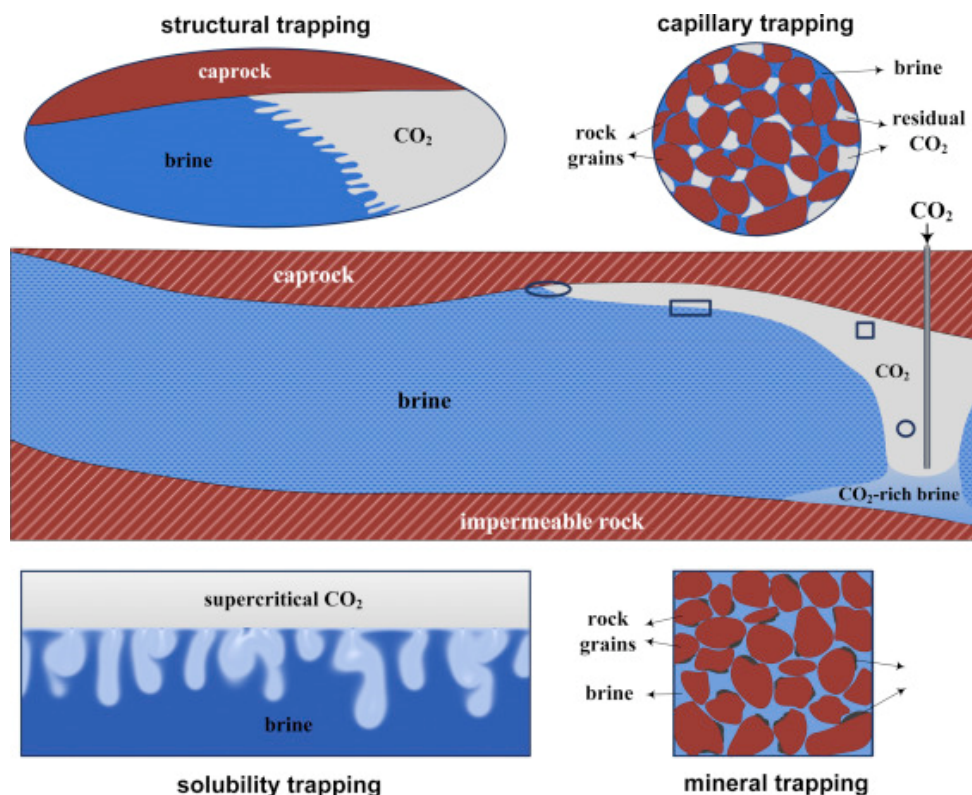 structural trapping
caprock
brine
CO₂
capillary trapping
brine
residual
CO₂
rock
grains
CO₂
caprock
brine
CO₂
CO₂-rich brine
impermeable rock
supercritical CO₂
brine
solubility trapping
rock
grains
brine
mineral trapping